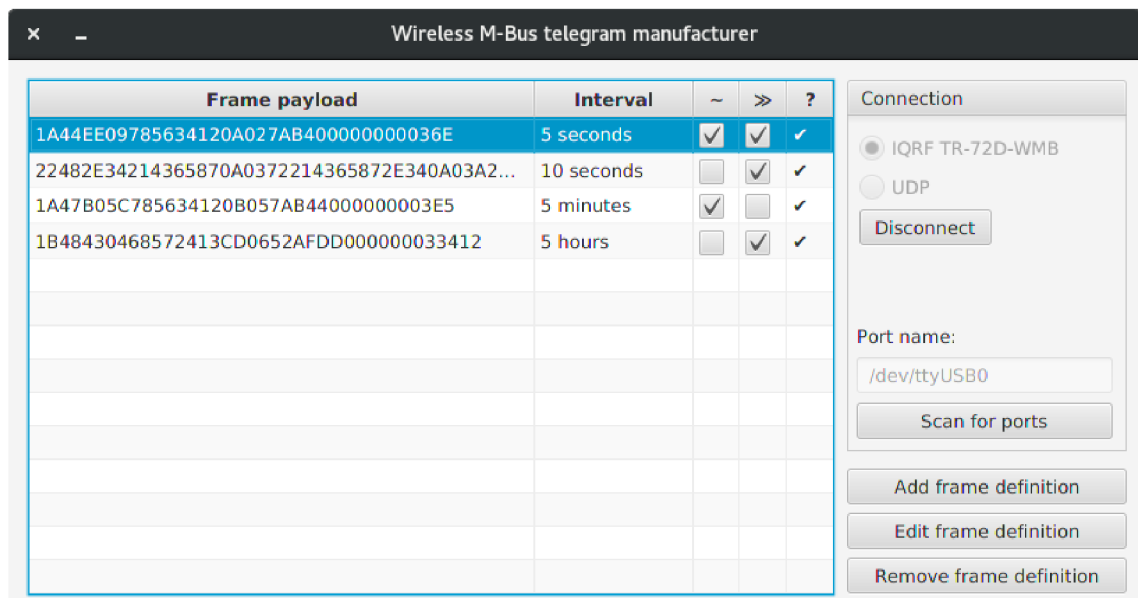 Wireless M-Bus telegram manufacturer
Frame payload Interval ~ ≫ ?
1A44EE09785634120A027AB400000000036E 5 seconds ✓ ✓ ✔
22482E34214365870A0372214365872E340A03A2... 10 seconds ✓ ✔
1A47B05C785634120B057AB44000000003E5 5 minutes ✓ ✔
1B48430468572413CD0652AFDD000000033412 5 hours ✓ ✔
Connection
IQRF TR-72D-WMB
UDP
Disconnect
Port name:
/dev/ttyUSB0
Scan for ports
Add frame definition
Edit frame definition
Remove frame definition